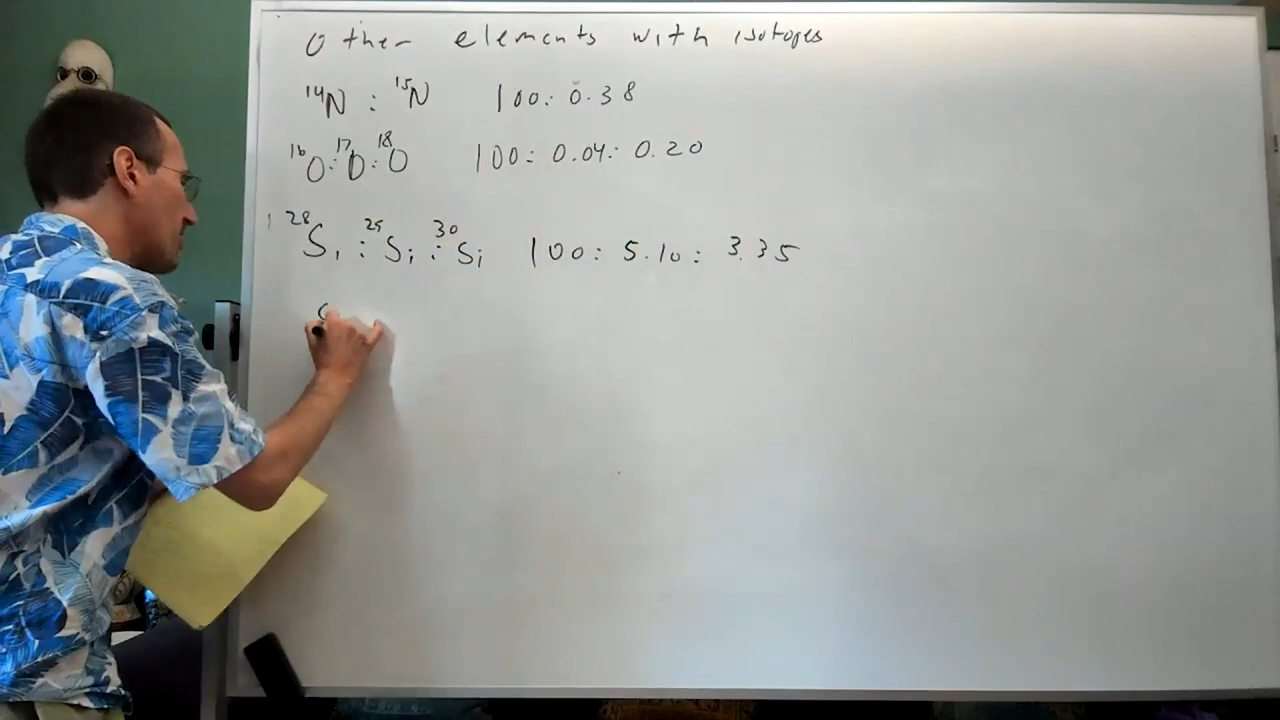 Other elements with isotopes
¹⁴N : ¹⁵N 100: 0.38
¹⁶O : ¹⁷O : ¹⁸O 100: 0.04: 0.20
²⁸Si : ²⁹Si : ³⁰Si 100: 5.10: 3.35
S